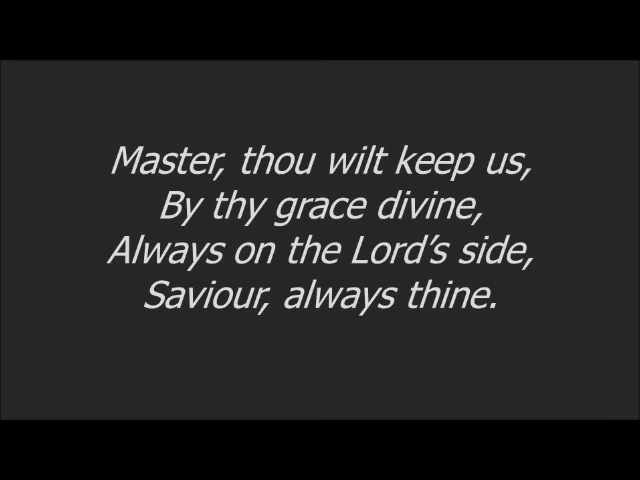 Master, thou wilt keep us,
By thy grace divine,
Always on the Lord’s side,
Saviour, always thine.